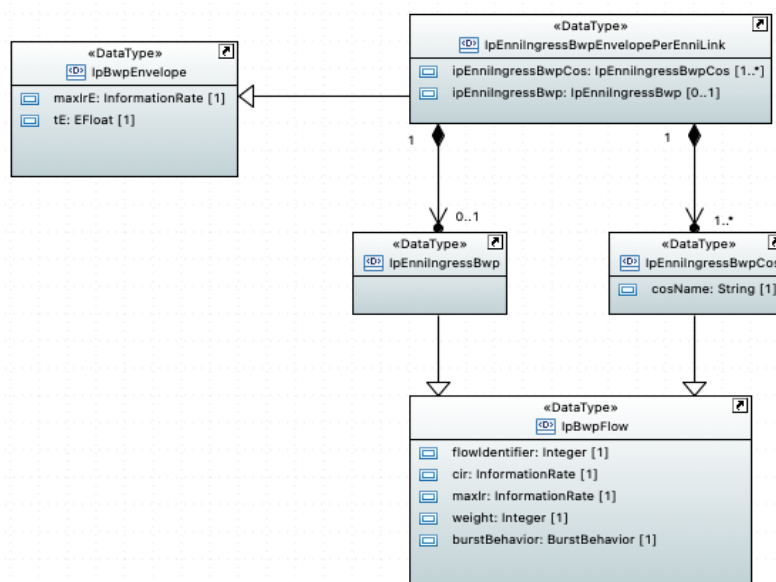 «DataType»
IpEnniIngressBwpEnvelopePerEnniLink
ipEnniIngressBwpCos: IpEnniIngressBwpCos [1..*]
ipEnniIngressBwp: IpEnniIngressBwp [0..1]
«DataType»
IpBwpEnvelope
maxIrE: InformationRate [1]
tE: EFloat [1]
1
1
0..1
1..*
«DataType»
IpEnniIngressBwp
«DataType»
IpEnniIngressBwpCos
cosName: String [1]
«DataType»
IpBwpFlow
flowIdentifier: Integer [1]
cir: InformationRate [1]
maxIr: InformationRate [1]
weight: Integer [1]
burstBehavior: BurstBehavior [1]